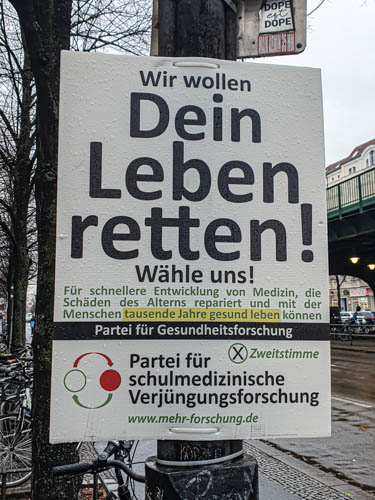 DOPE
est
DOPE
Wir wollen
Dein
Leben
retten!
Wähle uns!
Für schnellere Entwicklung von Medizin, die
Schäden des Alterns repariert und mit der
Menschen tausende Jahre gesund leben können
Partei für Gesundheitsforschung
X Zweitstimme
Partei für
schulmedizinische
Verjüngungsforschung
www.mehr-forschung.de